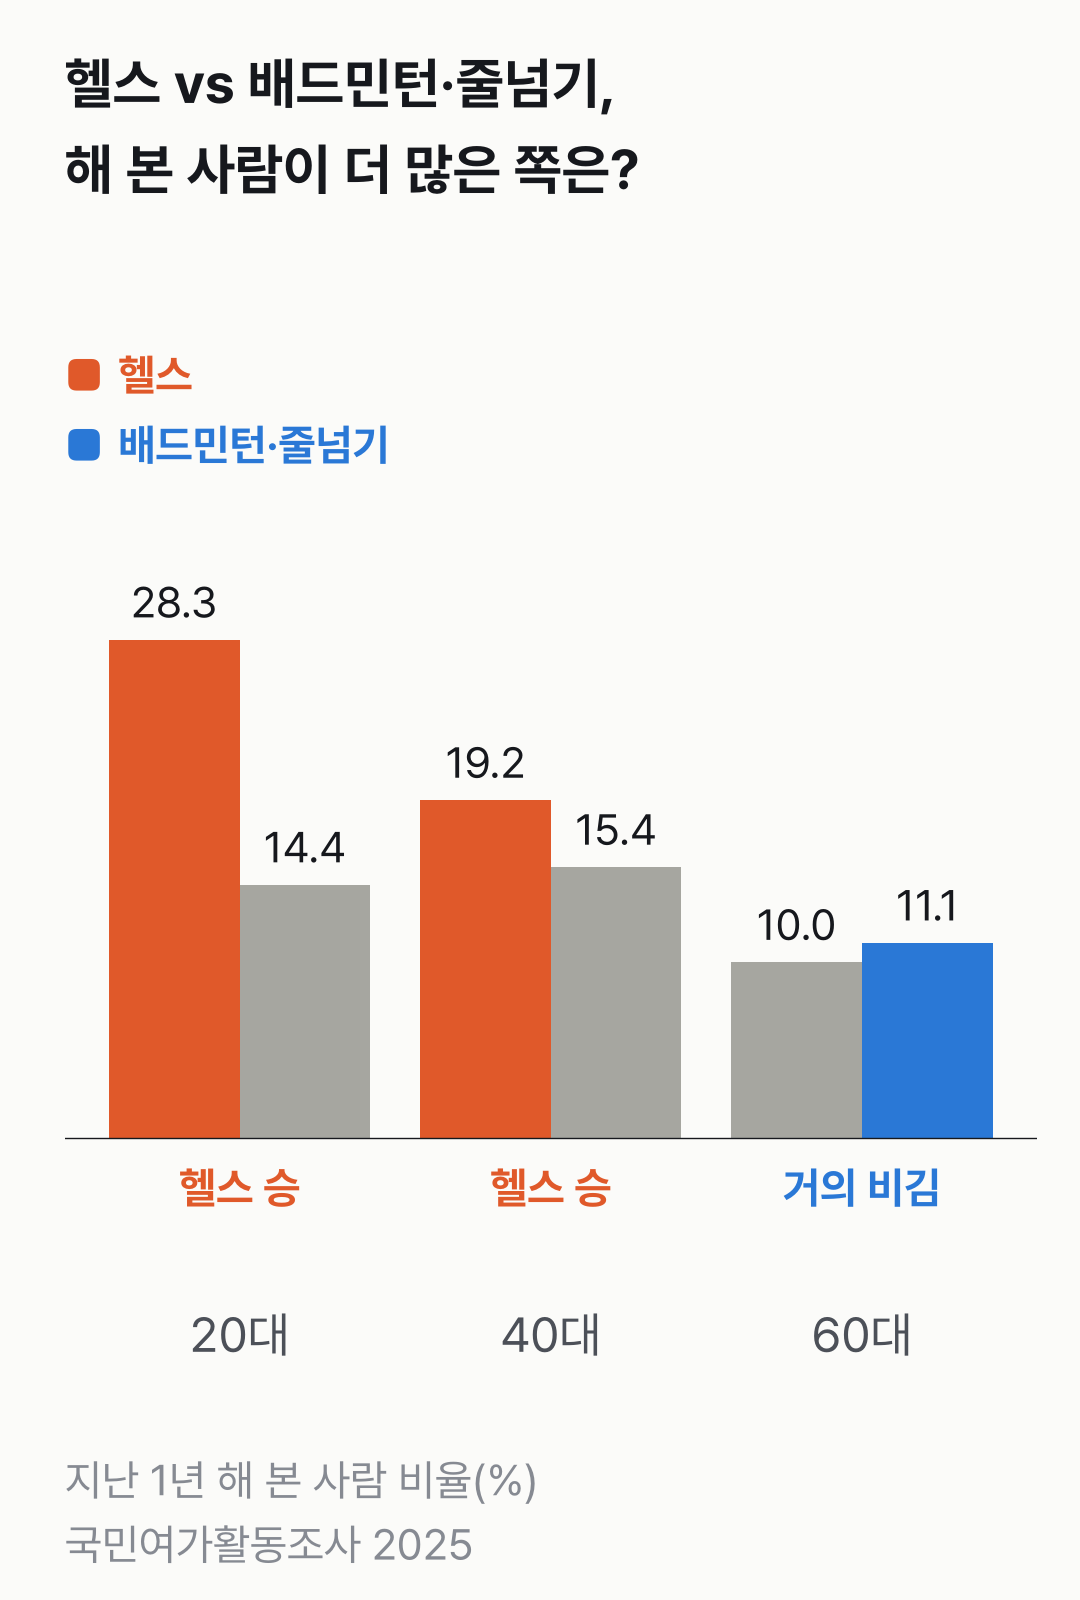 헬스 vs 배드민턴·줄넘기,
해 본 사람이 더 많은 쪽은?
헬스
배드민턴·줄넘기
28.3
14.4
19.2
15.4
10.0
11.1
헬스 승
헬스 승
거의 비김
20대
40대
60대
지난 1년 해 본 사람 비율(%)
국민여가활동조사 2025